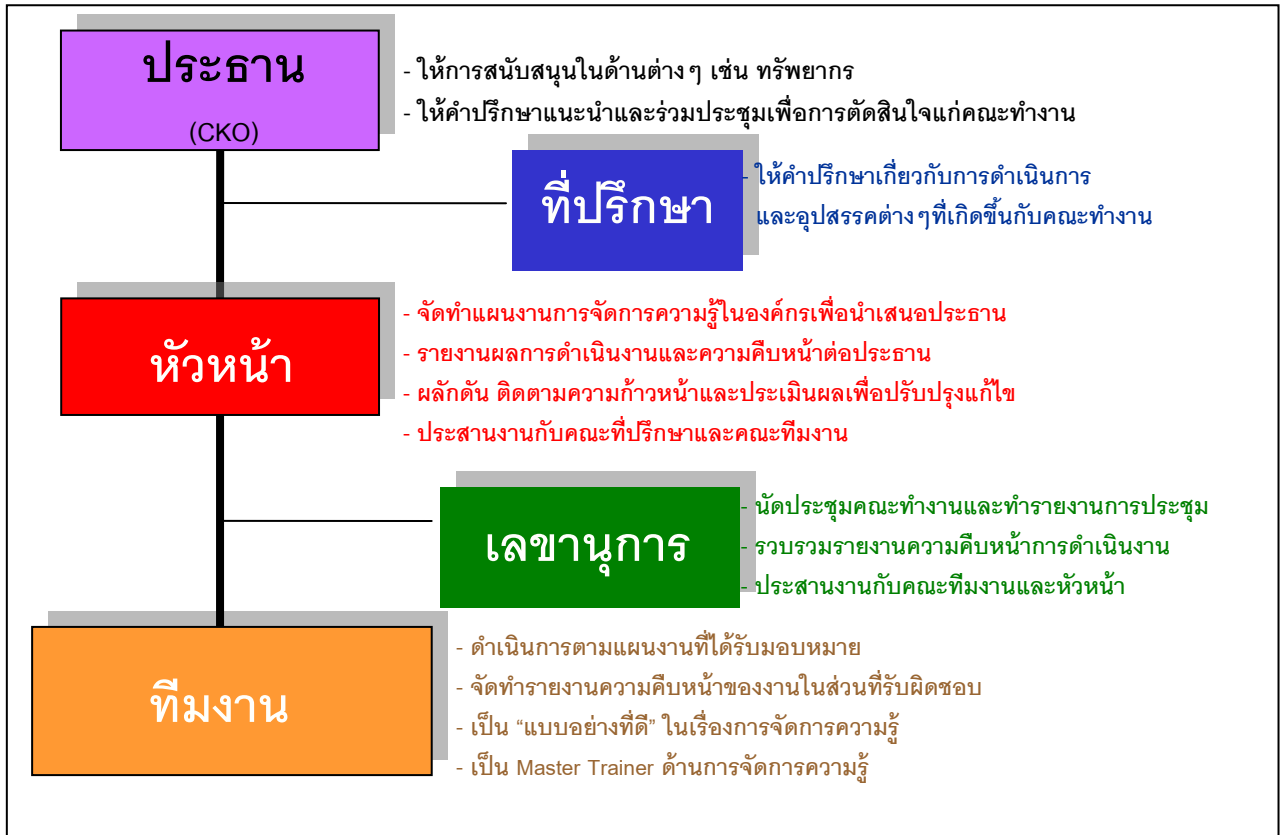 ประธาน
(CKO)
- ให้การสนับสนุนในด้านต่างๆ เช่น ทรัพยากร
- ให้คำปรึกษาแนะนำและร่วมประชุมเพื่อการตัดสินใจแก่คณะทำงาน
ที่ปรึกษา
- ให้คำปรึกษาเกี่ยวกับการดำเนินการ
และอุปสรรคต่างๆที่เกิดขึ้นกับคณะทำงาน
หัวหน้า
- จัดทำแผนงานการจัดการความรู้ในองค์กรเพื่อนำเสนอประธาน
- รายงานผลการดำเนินงานและความคืบหน้าต่อประธาน
- ผลักดัน ติดตามความก้าวหน้าและประเมินผลเพื่อปรับปรุงแก้ไข
- ประสานงานกับคณะที่ปรึกษาและคณะทีมงาน
เลขานุการ
- นัดประชุมคณะทำงานและทำรายงานการประชุม
- รวบรวมรายงานความคืบหน้าการดำเนินงาน
- ประสานงานกับคณะทีมงานและหัวหน้า
ทีมงาน
- ดำเนินการตามแผนงานที่ได้รับมอบหมาย
- จัดทำรายงานความคืบหน้าของงานในส่วนที่รับผิดชอบ
- เป็น “แบบอย่างที่ดี” ในเรื่องการจัดการความรู้
- เป็น Master Trainer ด้านการจัดการความรู้